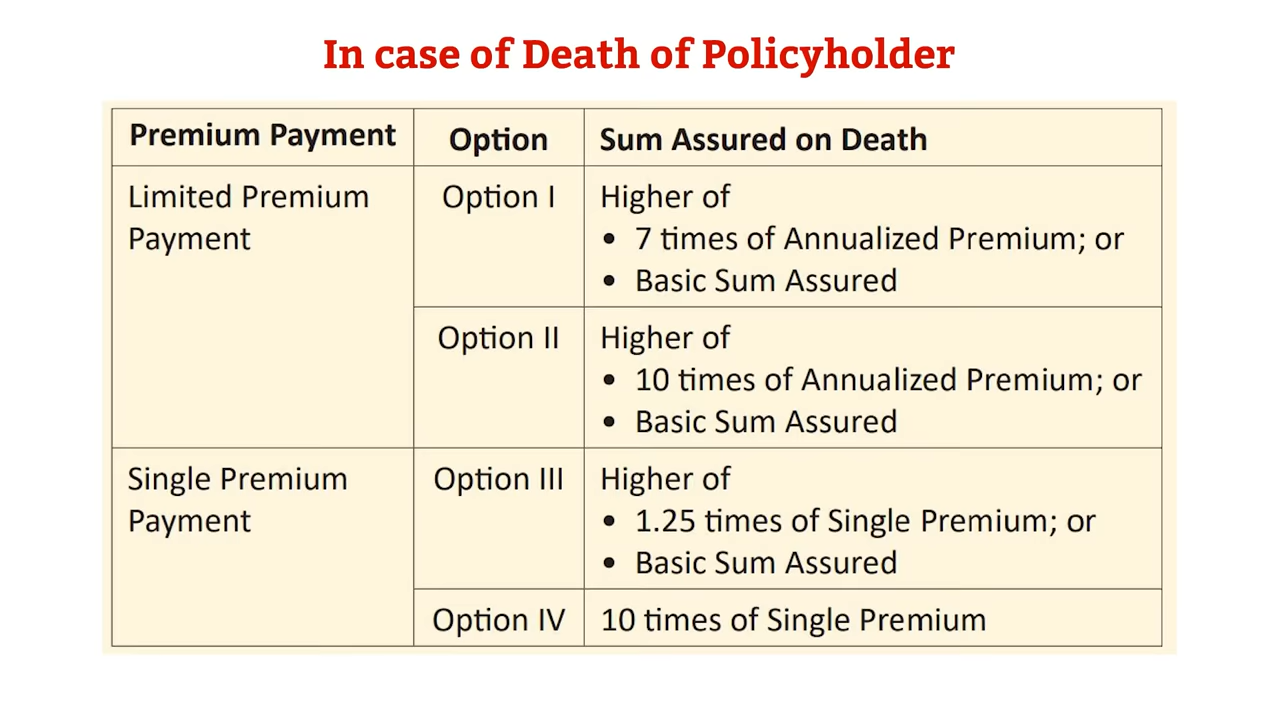 In case of Death of Policyholder
Premium Payment
Option
Sum Assured on Death
Limited Premium
Payment
Option I
Higher of
• 7 times of Annualized Premium; or
• Basic Sum Assured
Option II
Higher of
• 10 times of Annualized Premium; or
• Basic Sum Assured
Single Premium
Payment
Option III
Higher of
• 1.25 times of Single Premium; or
• Basic Sum Assured
Option IV
10 times of Single Premium